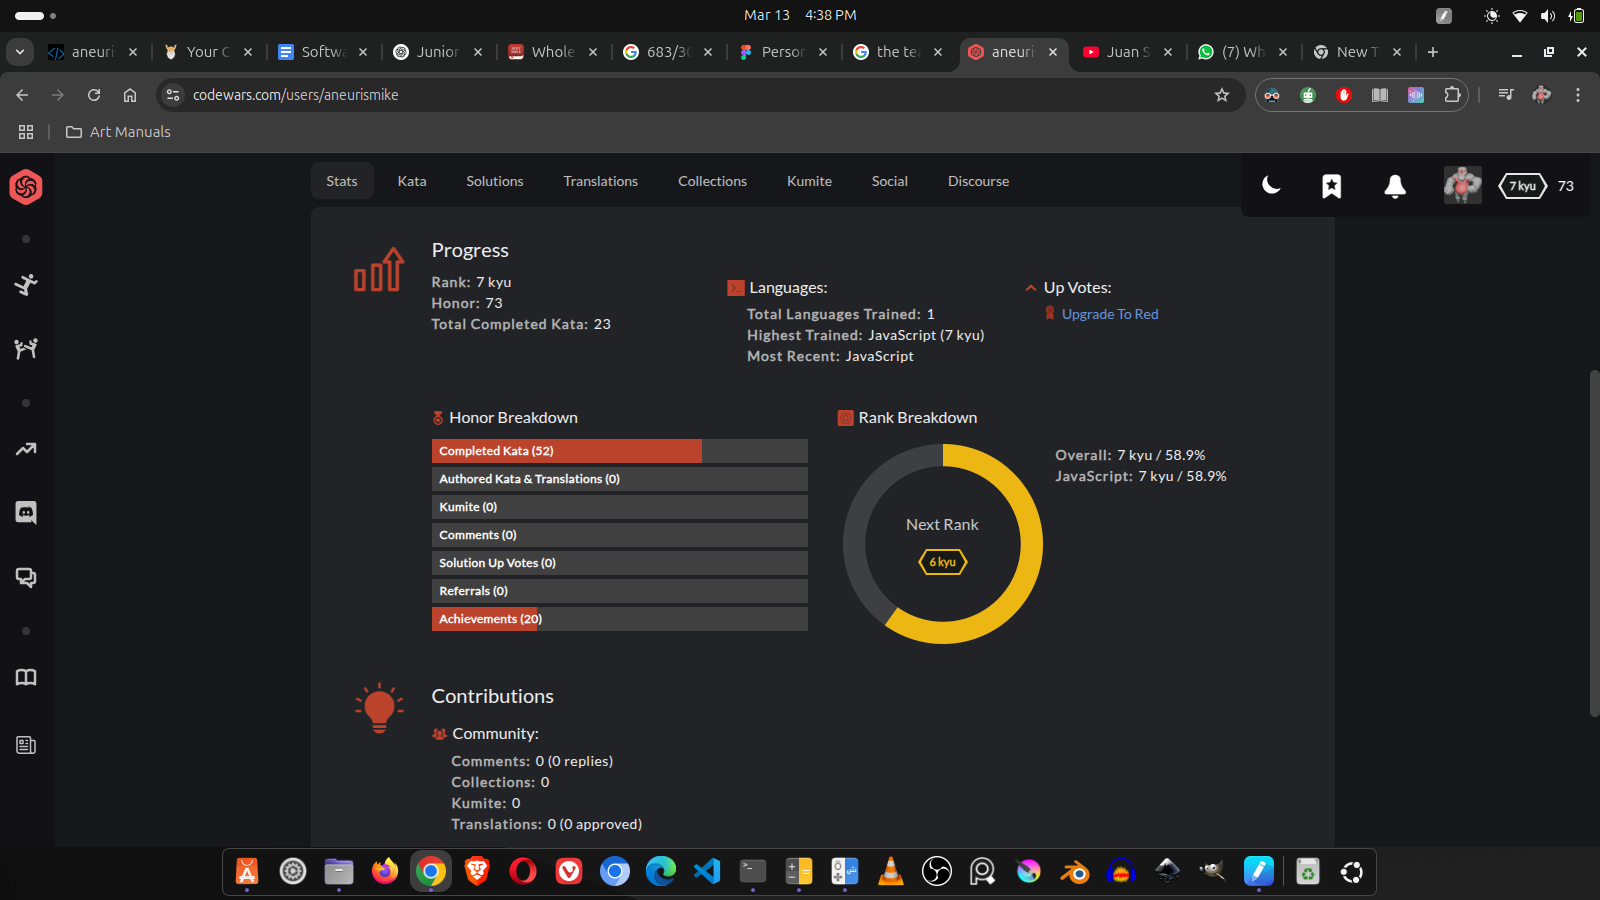 Mar 13 4:38 PM
aneuri
Your C
Softwa
Junior
Whole
683/30
Person
the tea
aneuri
Juan S
(7) Wh
New T
codewars.com/users/aneurismike
Art Manuals
Stats
Kata
Solutions
Translations
Collections
Kumite
Social
Discourse
7 kyu
73
Progress
Rank: 7 kyu
Honor: 73
Total Completed Kata: 23
Languages:
Total Languages Trained: 1
Highest Trained: JavaScript (7 kyu)
Most Recent: JavaScript
Up Votes:
Upgrade To Red
Honor Breakdown
Completed Kata (52)
Authored Kata & Translations (0)
Kumite (0)
Comments (0)
Solution Up Votes (0)
Referrals (0)
Achievements (20)
Rank Breakdown
Next Rank
6 kyu
Overall: 7 kyu / 58.9%
JavaScript: 7 kyu / 58.9%
Contributions
Community:
Comments: 0 (0 replies)
Collections: 0
Kumite: 0
Translations: 0 (0 approved)